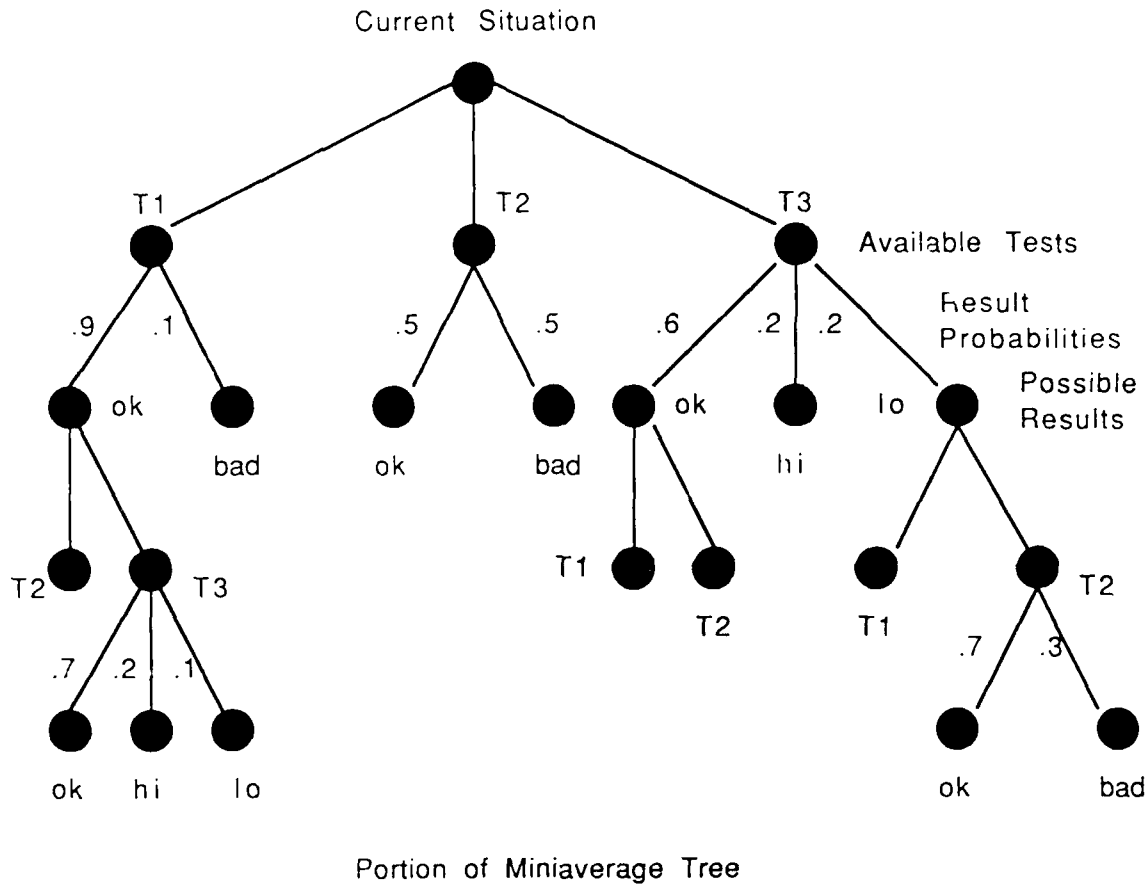 Current Situation
T1
T2
T3
Available Tests
.9
.1
.5
.5
.6
.2
.2
Result
Probabilities
ok
bad
ok
bad
ok
hi
lo
Possible
Results
T2
T3
T1
T2
T1
T2
.7
.2
.1
.7
.3
ok
hi
lo
ok
bad
Portion of Miniaverage Tree